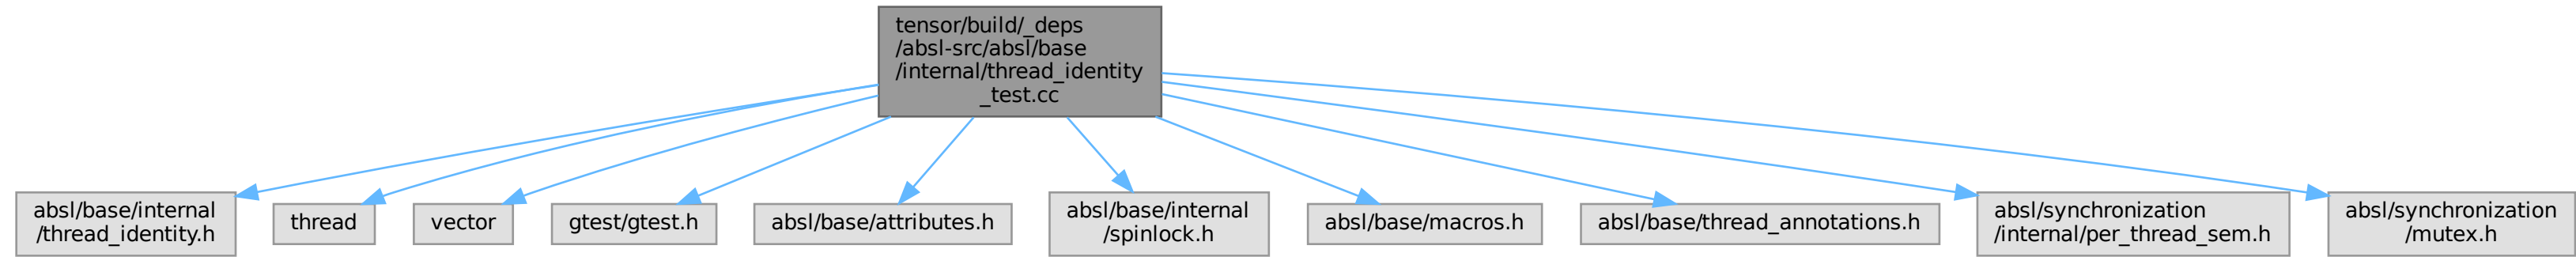 tensor/build/_deps
/absl-src/absl/base
/internal/thread_identity
_test.cc
absl/base/internal
/thread_identity.h
thread
vector
gtest/gtest.h
absl/base/attributes.h
absl/base/internal
/spinlock.h
absl/base/macros.h
absl/base/thread_annotations.h
absl/synchronization
/internal/per_thread_sem.h
absl/synchronization
/mutex.h